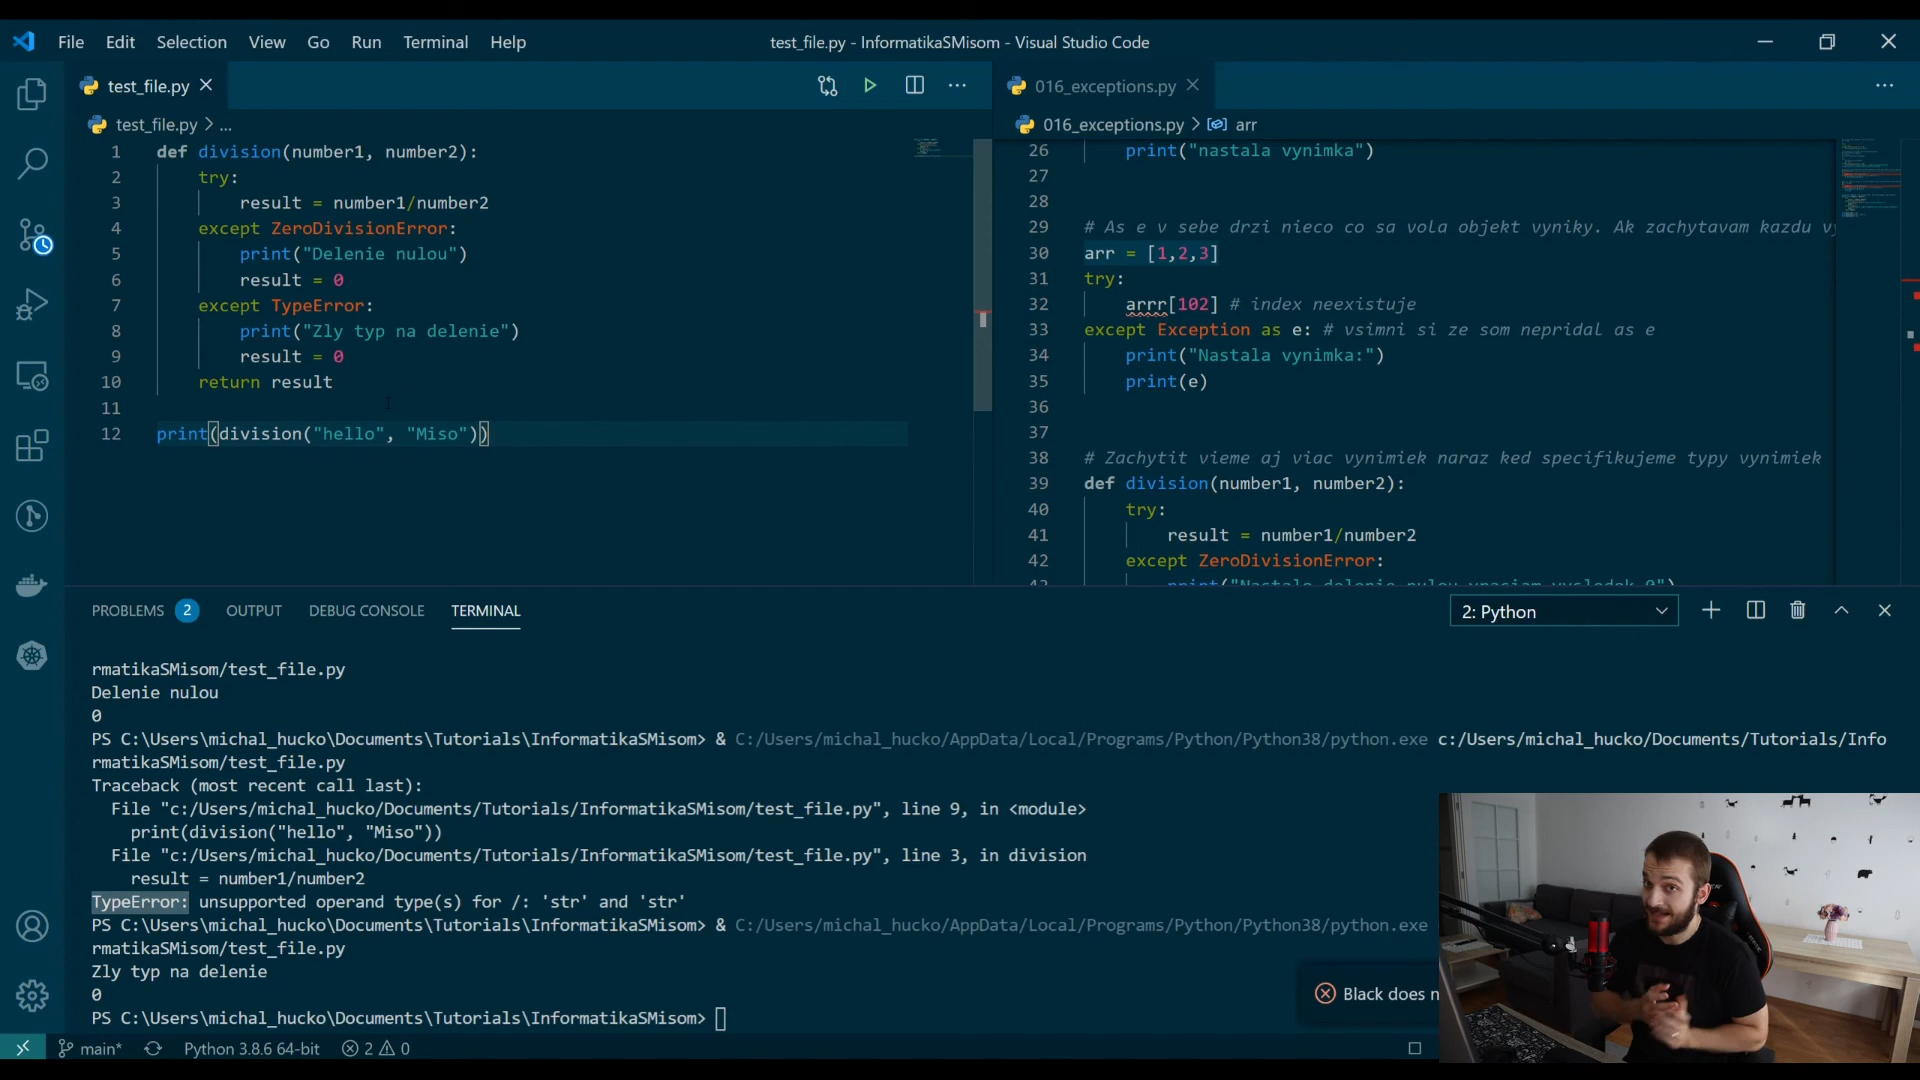 File Edit Selection View Go Run Terminal Help
test_file.py - InformatikaSMisom - Visual Studio Code
test_file.py
test_file.py > ...
1 def division(number1, number2):
2 try:
3 result = number1/number2
4 except ZeroDivisionError:
5 print("Delenie nulou")
6 result = 0
7 except TypeError:
8 print("Zly typ na delenie")
9 result = 0
10 return result
11
12 print(division("hello", "Miso"))
016_exceptions.py
016_exceptions.py > arr
26 print("nastala vynimka")
27
28
29 # As e v sebe drzi nieco co sa vola objekt vyniky. Ak zachytavam kazdu
30 arr = [1,2,3]
31 try:
32 arrr[102] # index neexistuje
33 except Exception as e: # vsimni si ze som nepridal as e
34 print("Nastala vynimka:")
35 print(e)
36
37
38 # Zachytit vieme aj viac vynimiek naraz ked specifikujeme typy vynimiek
39 def division(number1, number2):
40 try:
41 result = number1/number2
42 except ZeroDivisionError:
PROBLEMS 2 OUTPUT DEBUG CONSOLE TERMINAL
2: Python
rmatikaSMisom/test_file.py
Delenie nulou
0
PS C:\Users\michal_hucko\Documents\Tutorials\InformatikaSMisom> & C:/Users/michal_hucko/AppData/Local/Programs/Python/Python38/python.exe c:/Users/michal_hucko/Documents/Tutorials/Info
rmatikaSMisom/test_file.py
Traceback (most recent call last):
File "c:/Users/michal_hucko/Documents/Tutorials/InformatikaSMisom/test_file.py", line 9, in <module>
print(division("hello", "Miso"))
File "c:/Users/michal_hucko/Documents/Tutorials/InformatikaSMisom/test_file.py", line 3, in division
result = number1/number2
TypeError: unsupported operand type(s) for /: 'str' and 'str'
PS C:\Users\michal_hucko\Documents\Tutorials\InformatikaSMisom> & C:/Users/michal_hucko/AppData/Local/Programs/Python/Python38/python.exe
rmatikaSMisom/test_file.py
Zly typ na delenie
0
PS C:\Users\michal_hucko\Documents\Tutorials\InformatikaSMisom>
Black does n
main* Python 3.8.6 64-bit 2 0